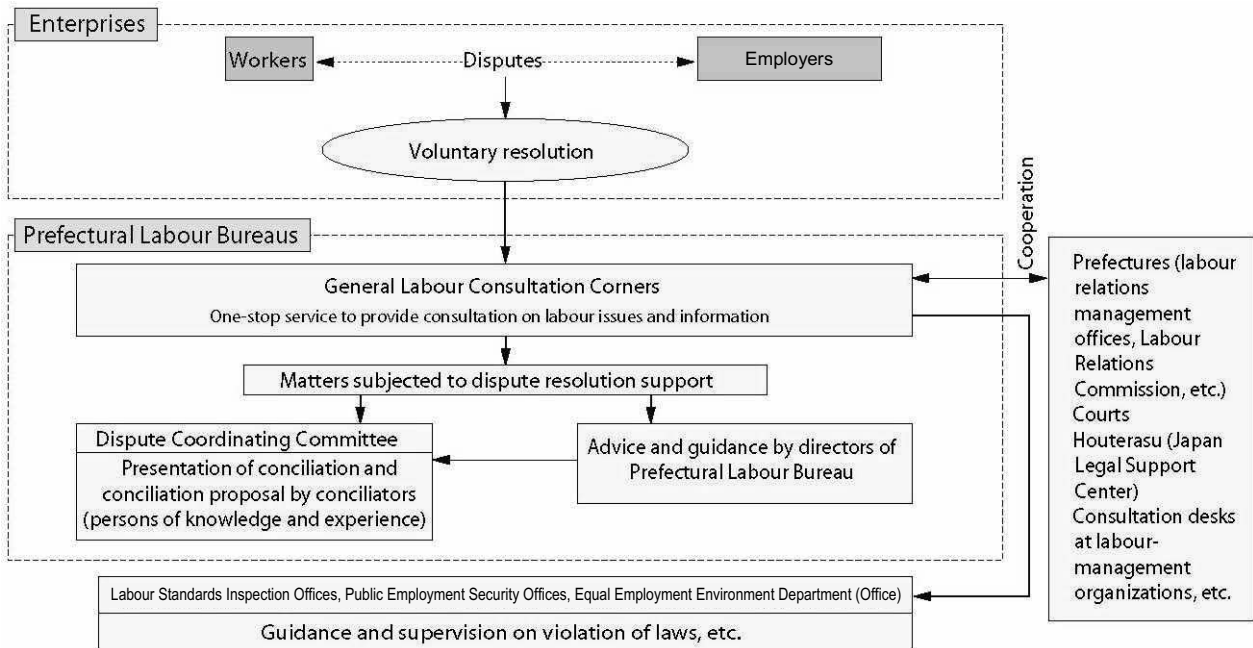 Enterprises
Workers
Disputes
Employers
Voluntary resolution
Cooperation
Prefectural Labour Bureaus
General Labour Consultation Corners
One-stop service to provide consultation on labour issues and information
Matters subjected to dispute resolution support
Dispute Coordinating Committee
Presentation of conciliation and
conciliation proposal by conciliators
(persons of knowledge and experience)
Advice and guidance by directors of
Prefectural Labour Bureau
Prefectures (labour
relations
management
offices, Labour
Relations
Commission, etc.)
Courts
Houterasu (Japan
Legal Support
Center)
Consultation desks
at labour-
management
organizations, etc.
Labour Standards Inspection Offices, Public Employment Security Offices, Equal Employment Environment Department (Office)
Guidance and supervision on violation of laws, etc.